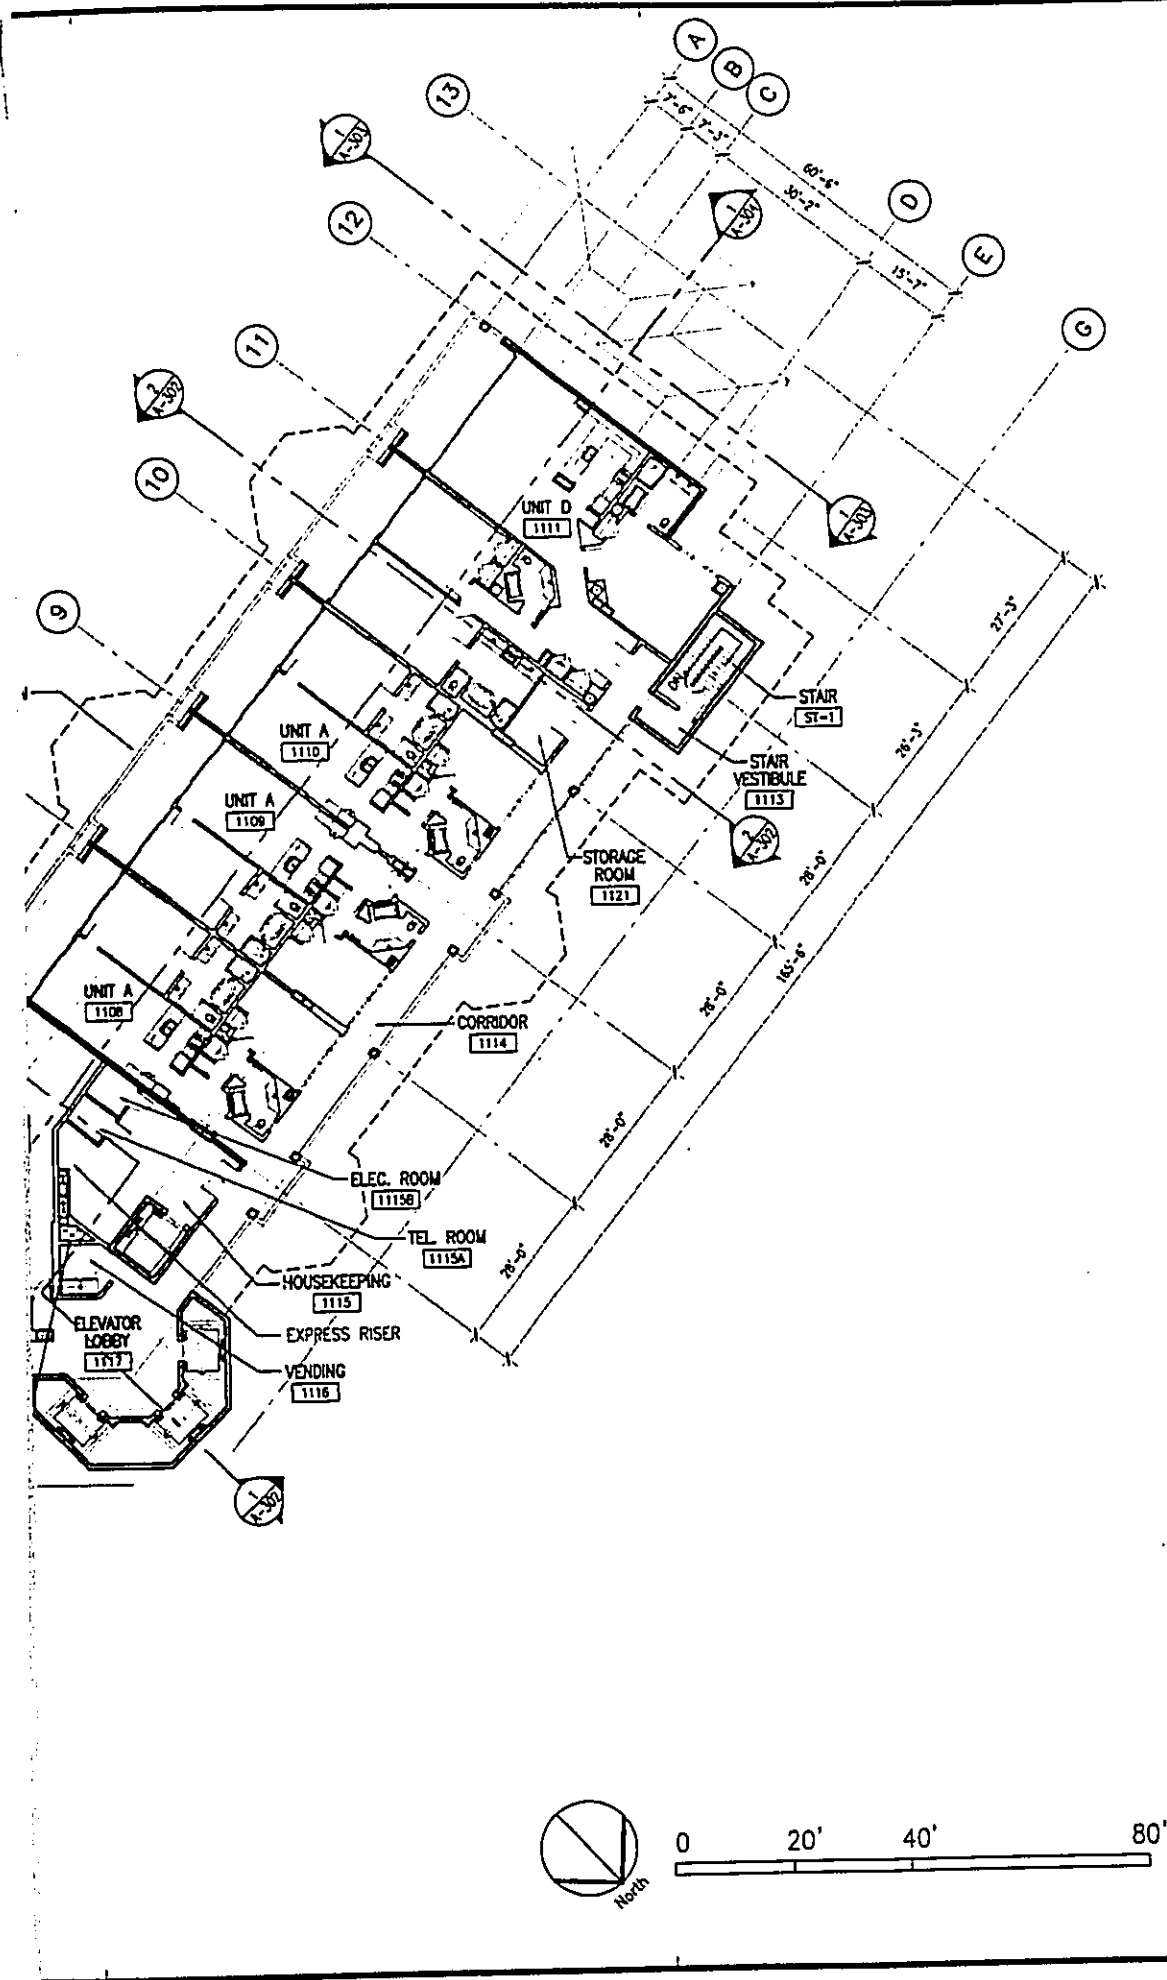 A
B
C
13
7'-6"
7'-3"
1
A-303
60'-6"
30'-2"
D
1
A-304
12
E
15'-7"
G
11
2
A-302
10
UNIT D
1111
1
A-303
9
27'-3"
DN
STAIR
ST-1
UNIT A
1110
26'-3"
STAIR
VESTIBULE
1113
UNIT A
1109
2
A-302
STORAGE
ROOM
1121
28'-0"
165'-6"
UNIT A
1108
28'-0"
CORRIDOR
1114
28'-0"
ELEC. ROOM
1115B
TEL. ROOM
1115A
28'-0"
HOUSEKEEPING
1115
ELEVATOR
LOBBY
1117
EXPRESS RISER
VENDING
1116
1
A-302
0
20'
40'
80'
North